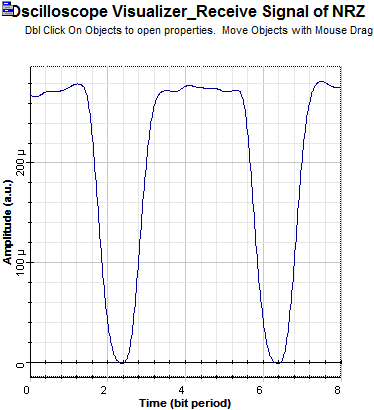 Oscilloscope Visualizer_Receive Signal of NRZ
Dbl Click On Objects to open properties. Move Objects with Mouse Drag
Amplitude (a.u.)
200 µ
100 µ
0
0 2 4 6 8
Time (bit period)